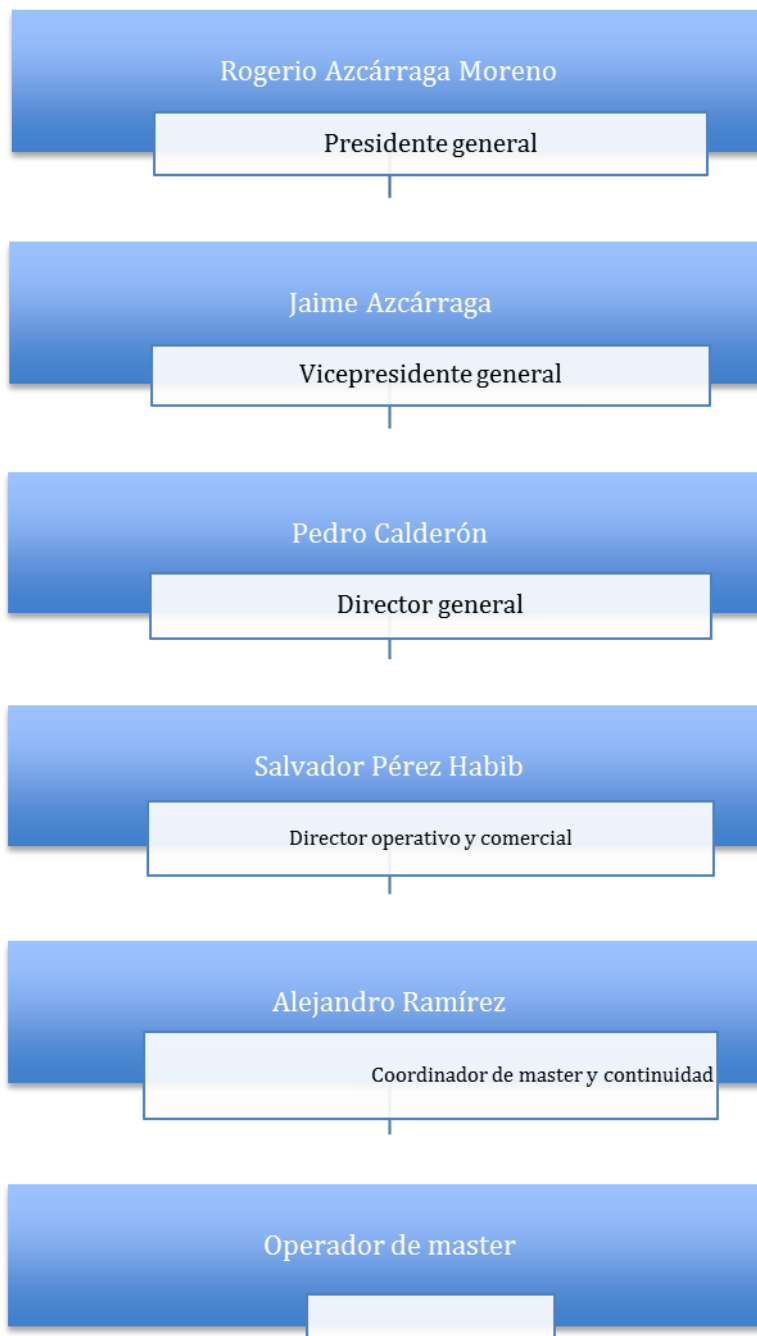 Rogerio Azcárraga Moreno
Presidente general
Jaime Azcárraga
Vicepresidente general
Pedro Calderón
Director general
Salvador Pérez Habib
Director operativo y comercial
Alejandro Ramírez
Coordinador de master y continuidad
Operador de master